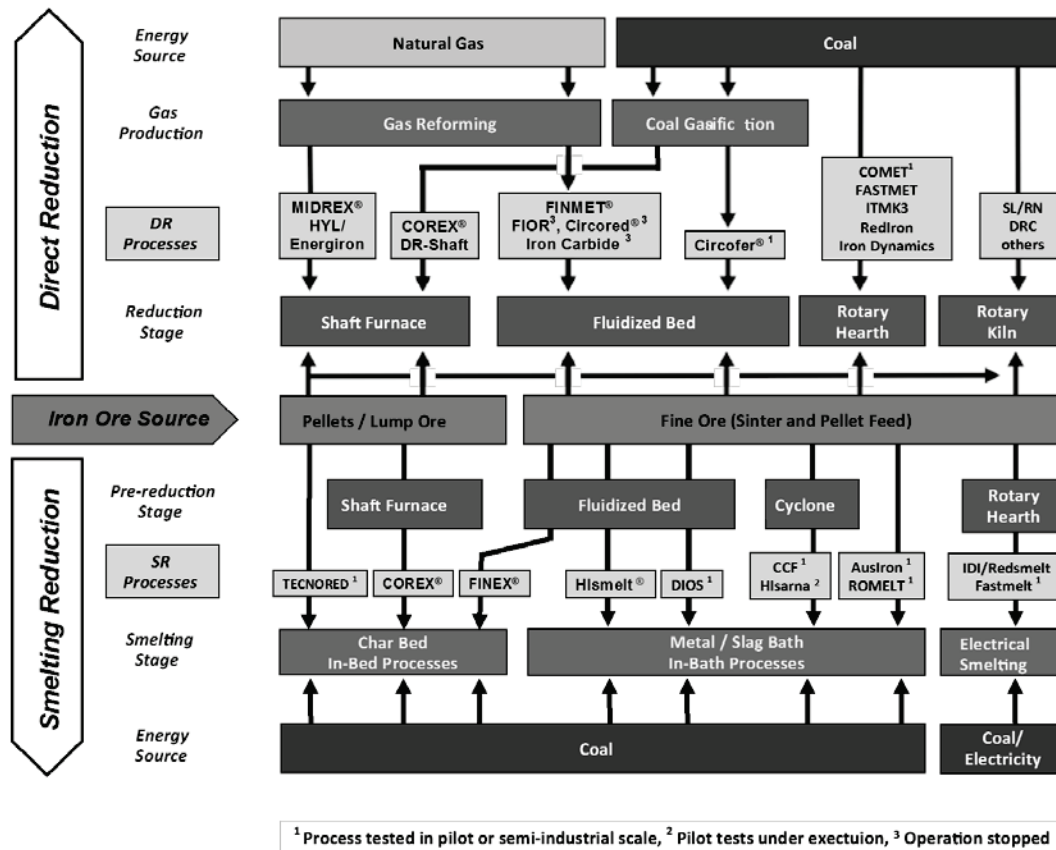 Energy
Source
Natural Gas
Coal
Gas
Production
Gas Reforming
Coal Gasific tion
Direct Reduction
DR
Processes
MIDREX®
HYL/
Energiron
COREX®
DR-Shaft
FINMET®
FIOR³, Circored® ³
Iron Carbide ³
Circofer® ¹
COMET¹
FASTMET
ITMK3
RedIron
Iron Dynamics
SL/RN
DRC
others
Reduction
Stage
Shaft Furnace
Fluidized Bed
Rotary
Hearth
Rotary
Kiln
Iron Ore Source
Pellets / Lump Ore
Fine Ore (Sinter and Pellet Feed)
Smelting Reduction
Pre-reduction
Stage
Shaft Furnace
Fluidized Bed
Cyclone
Rotary
Hearth
SR
Processes
TECNORED ¹
COREX®
FINEX®
HIsmelt ®
DIOS ¹
CCF ¹
HIsarna ²
AusIron ¹
ROMELT ¹
IDI/Redsmelt
Fastmelt ¹
Smelting
Stage
Char Bed
In-Bed Processes
Metal / Slag Bath
In-Bath Processes
Electrical
Smelting
Energy
Source
Coal
Coal/
Electricity
¹ Process tested in pilot or semi-industrial scale, ² Pilot tests under exectuion, ³ Operation stopped